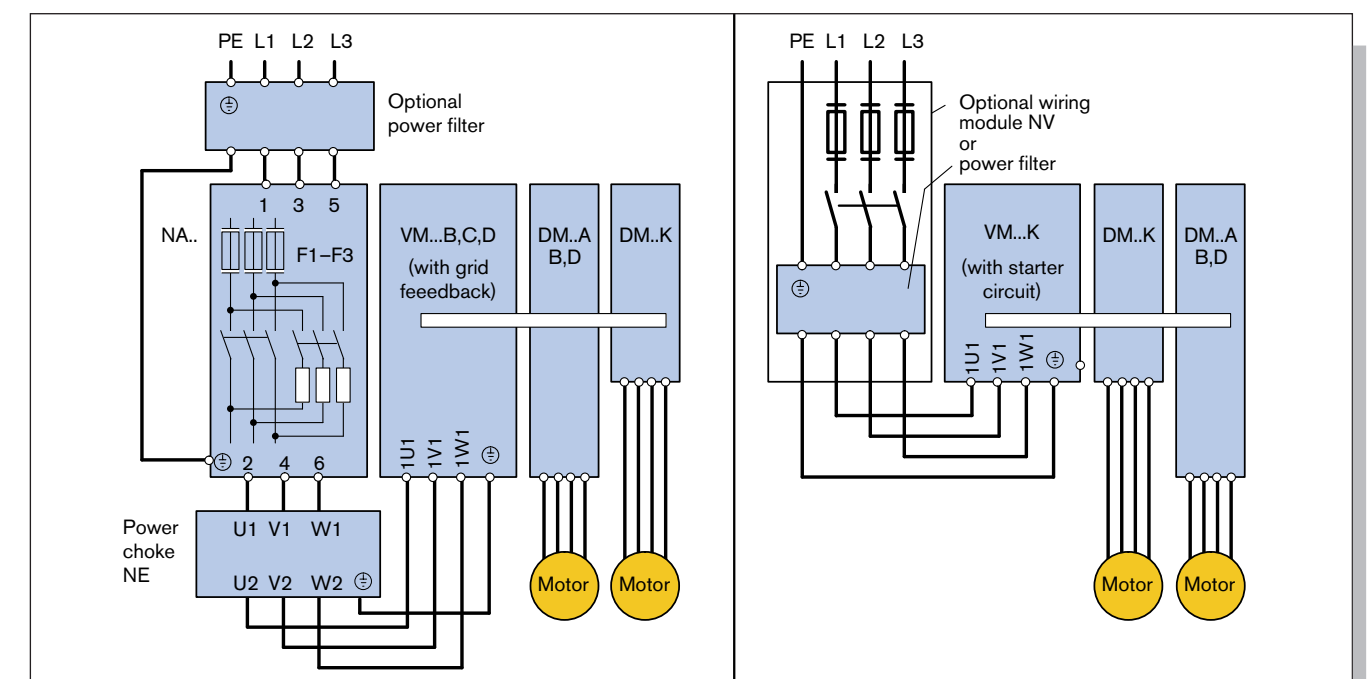 PE L1 L2 L3
Optional
power filter
1 3 5
NA..
F1–F3
2 4 6
Power
choke
NE
U1 V1 W1
U2 V2 W2
VM...B,C,D
(with grid
feeedback)
1U1
1V1
1W1
DM..A
B,D
DM..K
Motor
Motor
PE L1 L2 L3
Optional wiring
module NV
or
power filter
VM...K
(with starter
circuit)
1U1
1V1
1W1
DM..K
DM..A
B,D
Motor
Motor